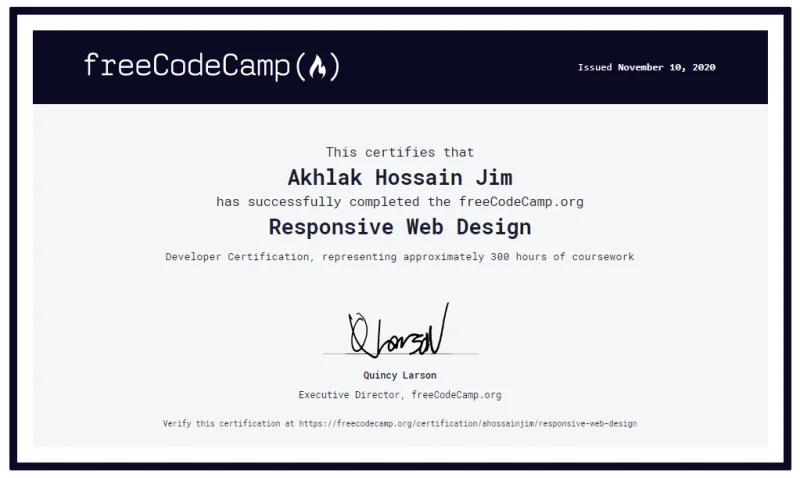 freeCodeCamp(🔥)
Issued November 10, 2020
This certifies that
Akhlak Hossain Jim
has successfully completed the freeCodeCamp.org
Responsive Web Design
Developer Certification, representing approximately 300 hours of coursework
QLarson
Quincy Larson
Executive Director, freeCodeCamp.org
Verify this certification at https://freecodecamp.org/certification/ahossainjim/responsive-web-design